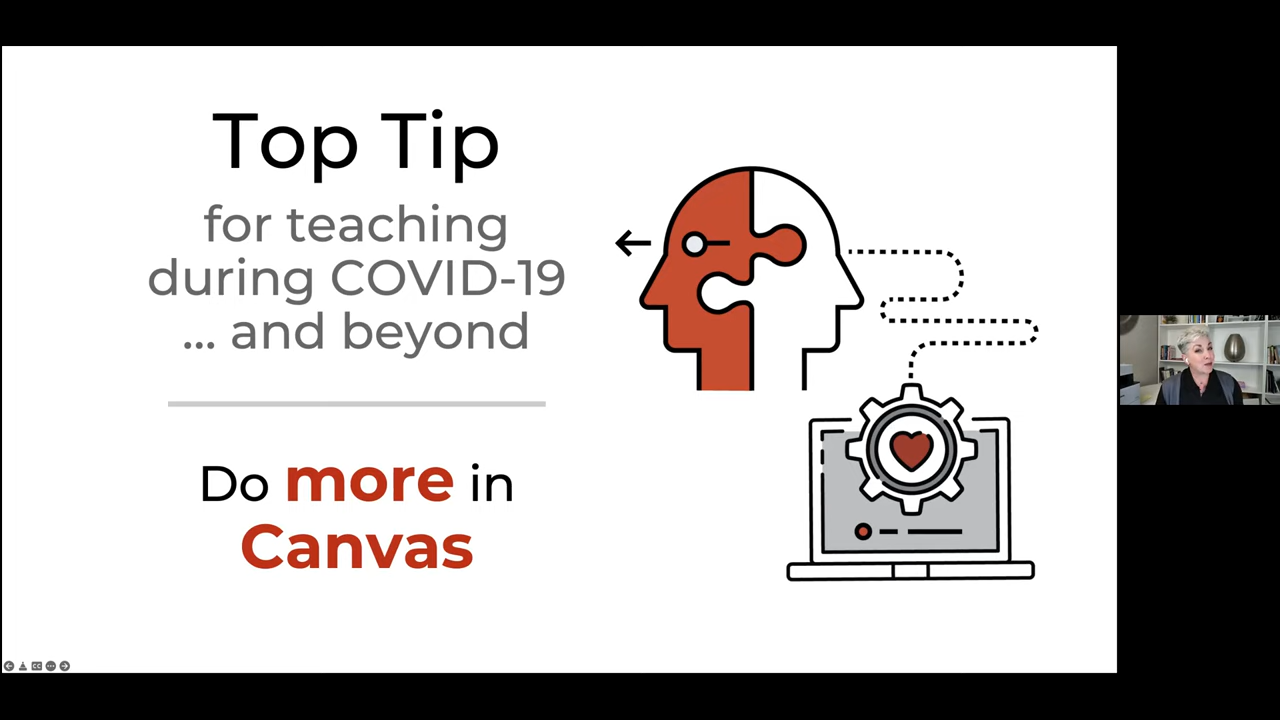 Top Tip
for teaching
during COVID-19
... and beyond
Do more in
Canvas